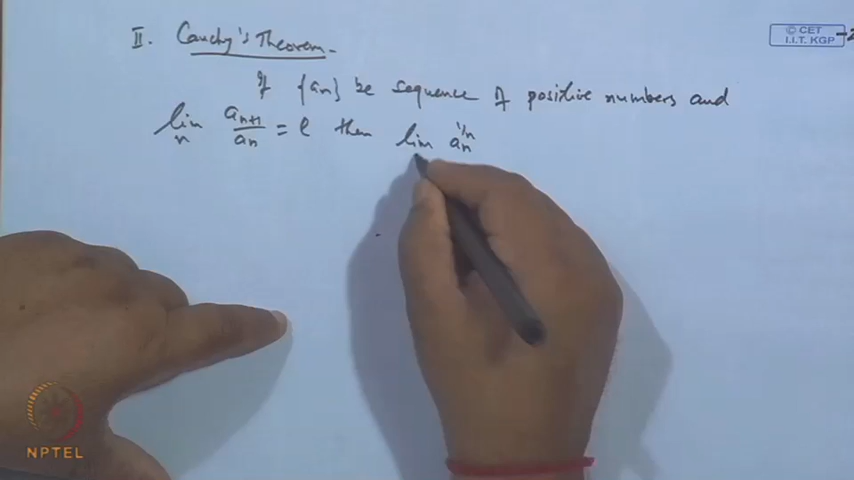 II. Cauchy's Theorem.
© CET
I.I.T. KGP
If {an} be sequence of positive numbers and
lim n an+1/an = l then lim an^1/n
NPTEL